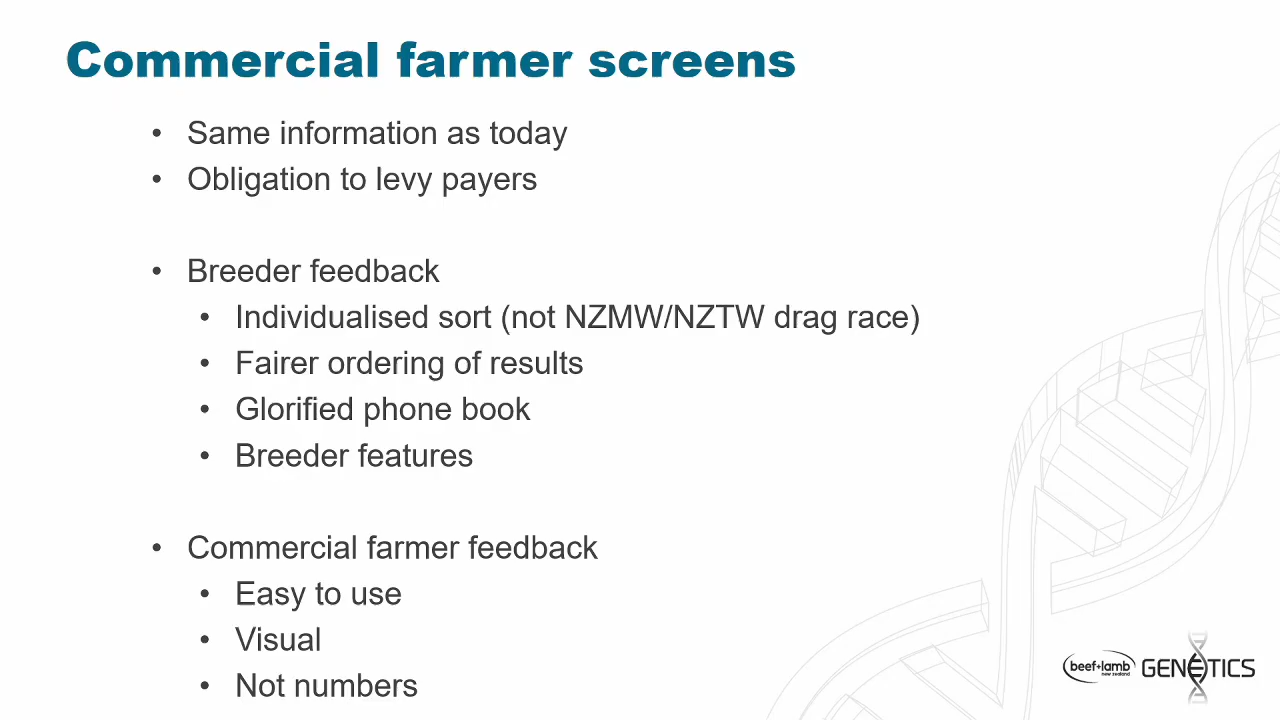 Commercial farmer screens
• Same information as today
• Obligation to levy payers
• Breeder feedback
• Individualised sort (not NZMW/NZTW drag race)
• Fairer ordering of results
• Glorified phone book
• Breeder features
• Commercial farmer feedback
• Easy to use
• Visual
• Not numbers
beef+lamb
new zealand
GENETICS